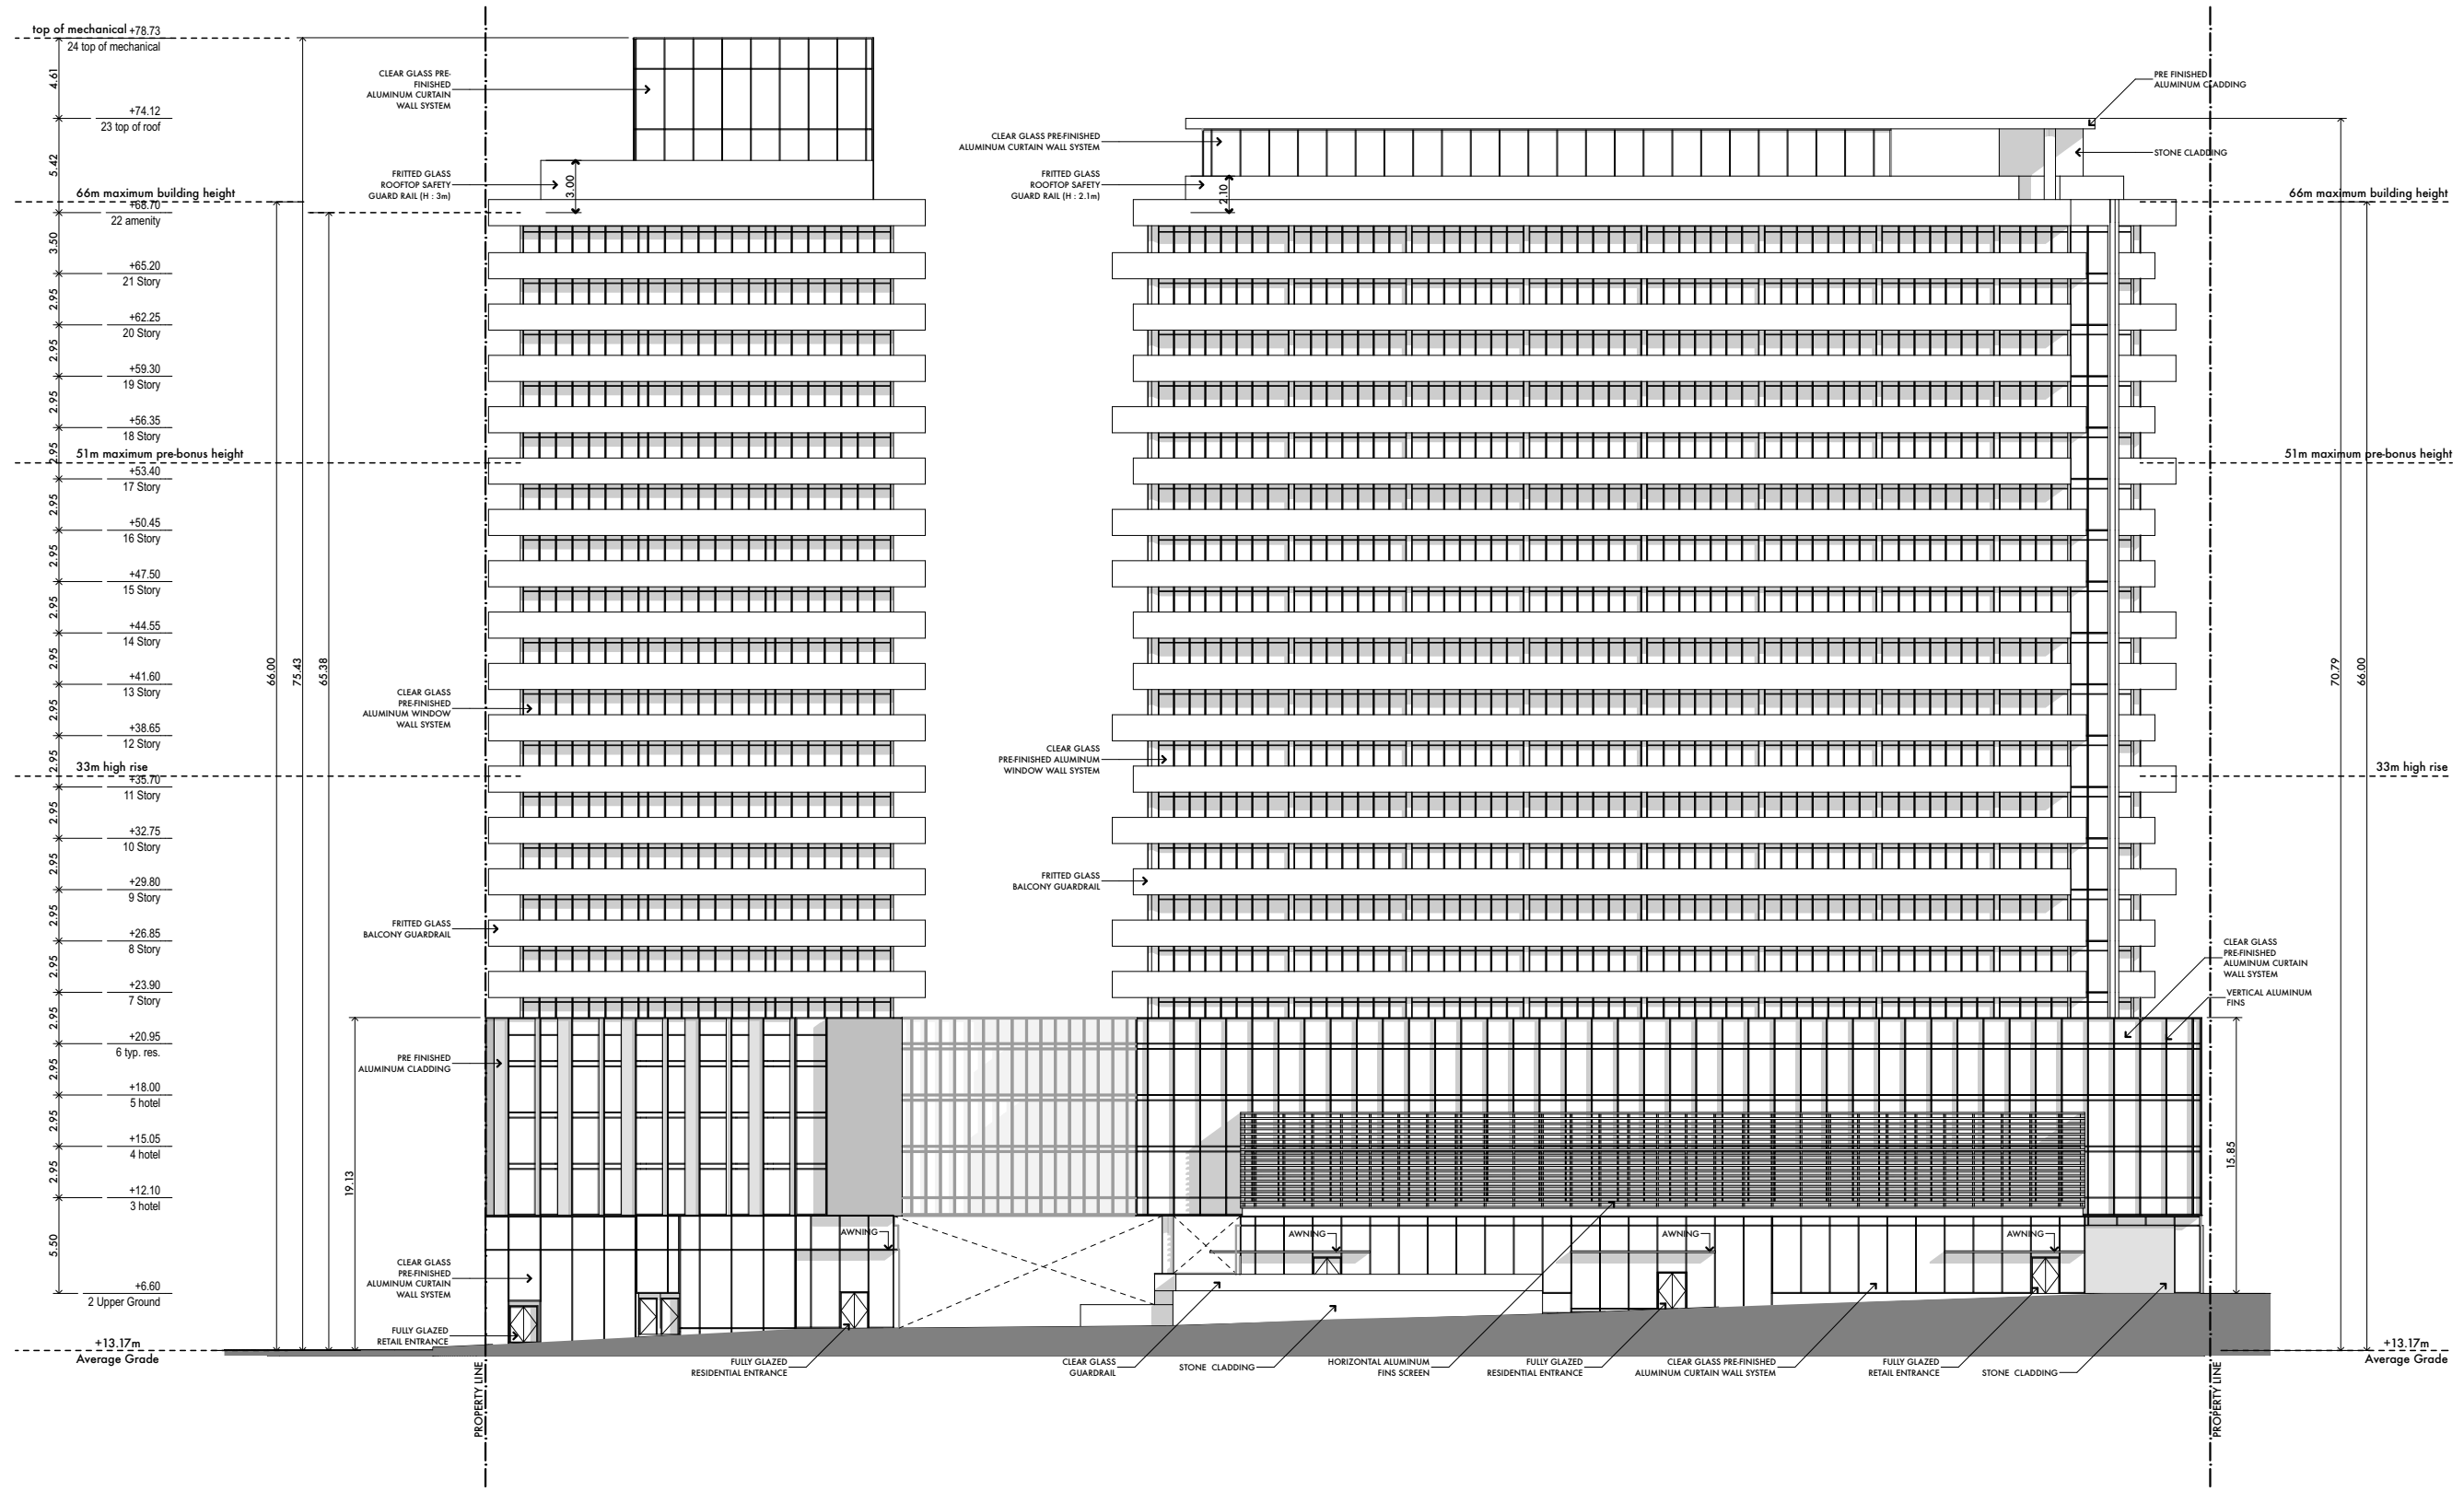 top of mechanical +78.73
24 top of mechanical
4.61
+74.12
23 top of roof
5.42
66m maximum building height
+68.70
22 amenity
3.50
+65.20
21 Story
2.95
+62.25
20 Story
2.95
+59.30
19 Story
2.95
+56.35
18 Story
2.95
51m maximum pre-bonus height
+53.40
17 Story
2.95
+50.45
16 Story
2.95
+47.50
15 Story
2.95
+44.55
14 Story
2.95
+41.60
13 Story
2.95
+38.65
12 Story
2.95
33m high rise
+35.70
11 Story
2.95
+32.75
10 Story
2.95
+29.80
9 Story
2.95
+26.85
8 Story
2.95
+23.90
7 Story
2.95
+20.95
6 typ. res.
2.95
+18.00
5 hotel
2.95
+15.05
4 hotel
2.95
+12.10
3 hotel
5.50
+6.60
2 Upper Ground
+13.17m
Average Grade
66.00
75.43
65.38
19.13
CLEAR GLASS PRE-
FINISHED
ALUMINUM CURTAIN
WALL SYSTEM
FRITTED GLASS
ROOFTOP SAFETY
GUARD RAIL (H : 3m)
3.00
CLEAR GLASS
PRE-FINISHED
ALUMINUM WINDOW
WALL SYSTEM
FRITTED GLASS
BALCONY GUARDRAIL
PRE FINISHED
ALUMINUM CLADDING
CLEAR GLASS
PRE-FINISHED
ALUMINUM CURTAIN
WALL SYSTEM
FULLY GLAZED
RETAIL ENTRANCE
PROPERTY LINE
AWNING
FULLY GLAZED
RESIDENTIAL ENTRANCE
CLEAR GLASS PRE-FINISHED
ALUMINUM CURTAIN WALL SYSTEM
FRITTED GLASS
ROOFTOP SAFETY
GUARD RAIL (H : 2.1m)
2.10
CLEAR GLASS
PRE-FINISHED ALUMINUM
WINDOW WALL SYSTEM
FRITTED GLASS
BALCONY GUARDRAIL
AWNING
AWNING
AWNING
CLEAR GLASS
GUARDRAIL
STONE CLADDING
HORIZONTAL ALUMINUM
FINS SCREEN
FULLY GLAZED
RESIDENTIAL ENTRANCE
CLEAR GLASS PRE-FINISHED
ALUMINUM CURTAIN WALL SYSTEM
FULLY GLAZED
RETAIL ENTRANCE
STONE CLADDING
PRE FINISHED
ALUMINUM CLADDING
STONE CLADDING
66m maximum building height
51m maximum pre-bonus height
70.79
66.00
33m high rise
CLEAR GLASS
PRE-FINISHED
ALUMINUM CURTAIN
WALL SYSTEM
VERTICAL ALUMINUM
FINS
15.85
+13.17m
Average Grade
PROPERTY LINE